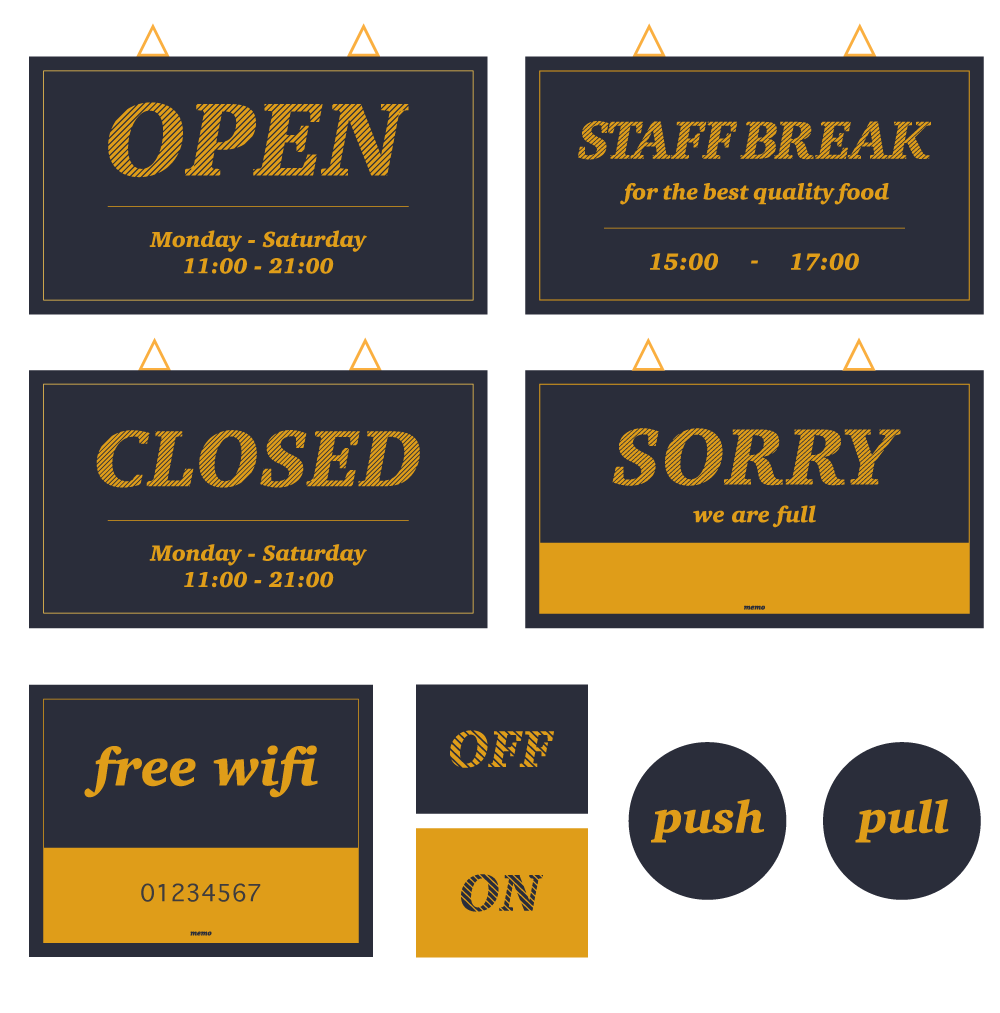 OPEN
Monday - Saturday
11:00 - 21:00
STAFF BREAK
for the best quality food
15:00 - 17:00
CLOSED
Monday - Saturday
11:00 - 21:00
SORRY
we are full
memo
free wifi
01234567
memo
OFF
ON
push
pull